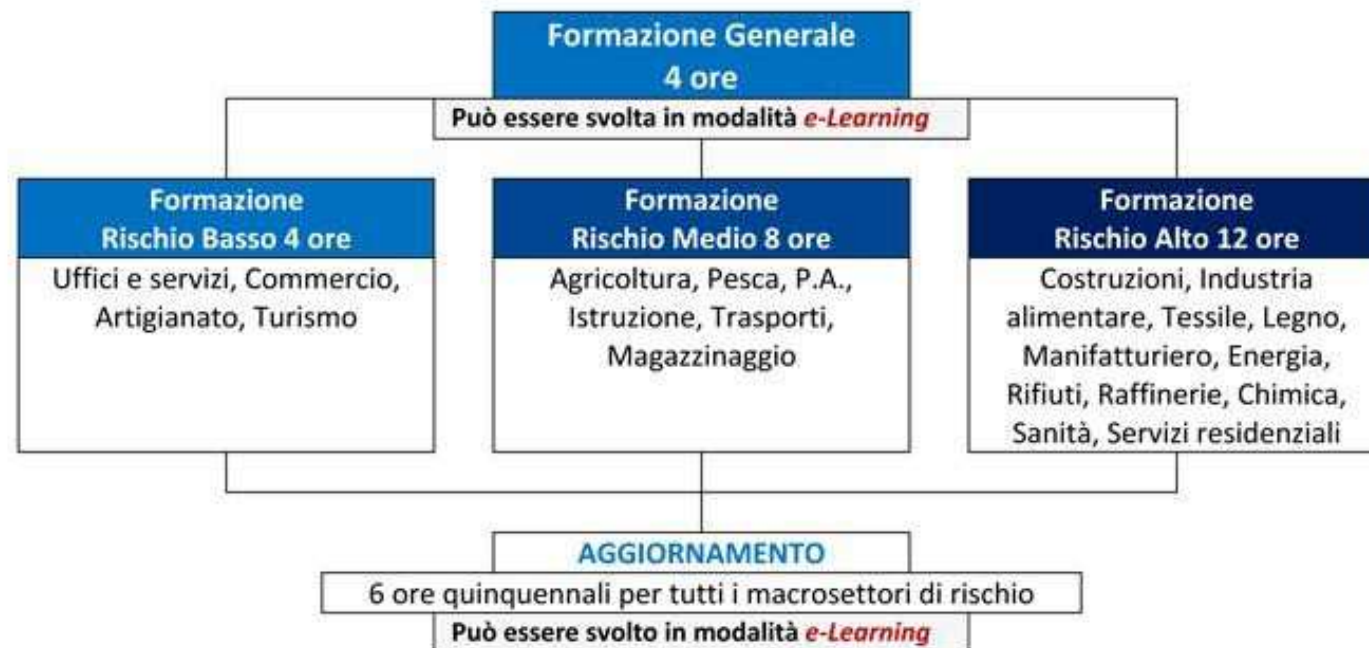 Formazione Generale
4 ore
Può essere svolta in modalità e-Learning
Formazione
Rischio Basso 4 ore
Uffici e servizi, Commercio,
Artigianato, Turismo
Formazione
Rischio Medio 8 ore
Agricoltura, Pesca, P.A.,
Istruzione, Trasporti,
Magazzinaggio
Formazione
Rischio Alto 12 ore
Costruzioni, Industria
alimentare, Tessile, Legno,
Manifatturiero, Energia,
Rifiuti, Raffinerie, Chimica,
Sanità, Servizi residenziali
AGGIORNAMENTO
6 ore quinquennali per tutti i macrosettori di rischio
Può essere svolto in modalità e-Learning